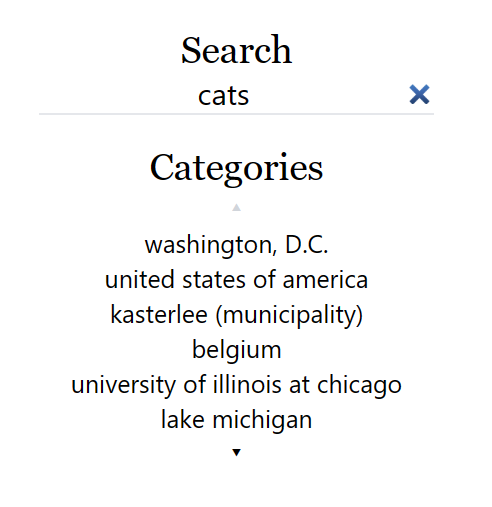 Search
cats
Categories
washington, D.C.
united states of america
kasterlee (municipality)
belgium
university of illinois at chicago
lake michigan